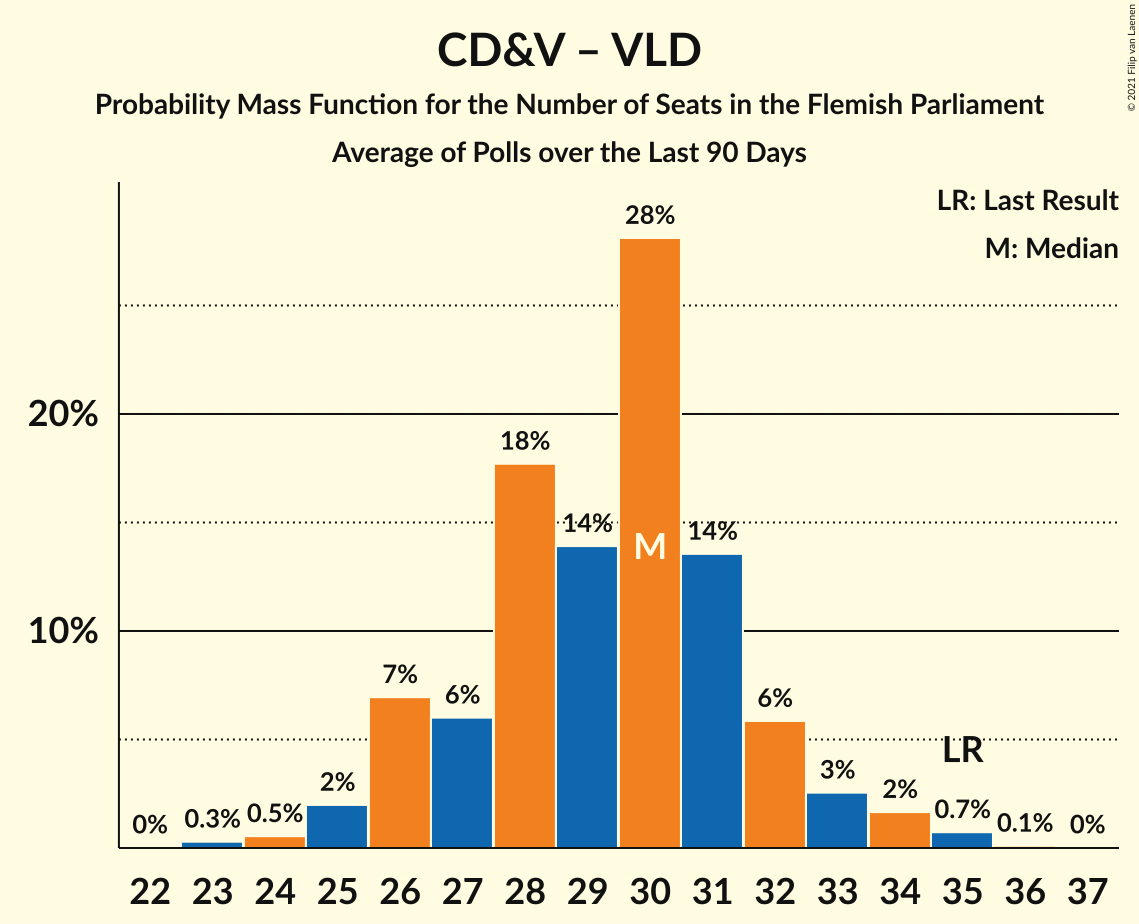 CD&V – VLD
Probability Mass Function for the Number of Seats in the Flemish Parliament
Average of Polls over the Last 90 Days
© 2021 Filip van Laenen
LR: Last Result
M: Median
20%
10%
0%
0.3%
0.5%
2%
7%
6%
18%
14%
28%
M
14%
6%
3%
2%
LR
0.7%
0.1%
0%
22 23 24 25 26 27 28 29 30 31 32 33 34 35 36 37